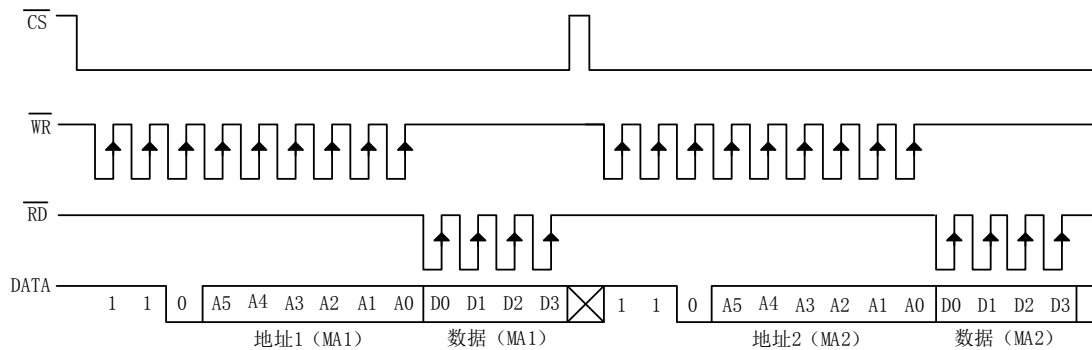 CS
WR
RD
DATA 1 1 0 A5 A4 A3 A2 A1 A0 D0 D1 D2 D3 1 1 0 A5 A4 A3 A2 A1 A0 D0 D1 D2 D3
地址1（MA1） 数据（MA1） 地址2（MA2） 数据（MA2）